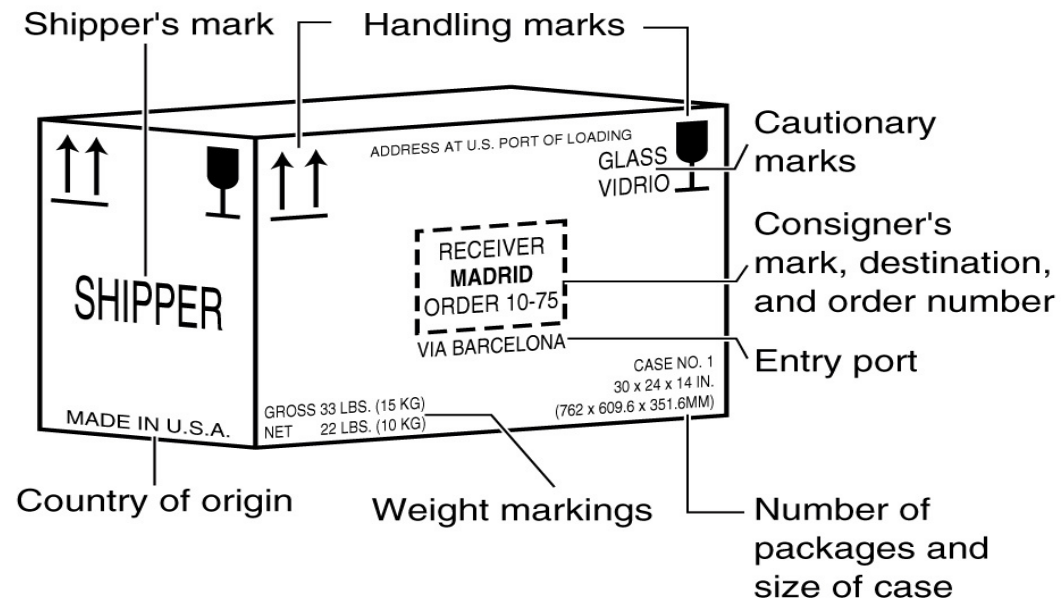 Shipper's mark
Handling marks
ADDRESS AT U.S. PORT OF LOADING
GLASS
VIDRIO
Cautionary
marks
RECEIVER
MADRID
ORDER 10-75
Consigner's
mark, destination,
and order number
SHIPPER
VIA BARCELONA
Entry port
CASE NO. 1
30 x 24 x 14 IN.
(762 x 609.6 x 351.6MM)
GROSS 33 LBS. (15 KG)
NET 22 LBS. (10 KG)
MADE IN U.S.A.
Country of origin
Weight markings
Number of
packages and
size of case